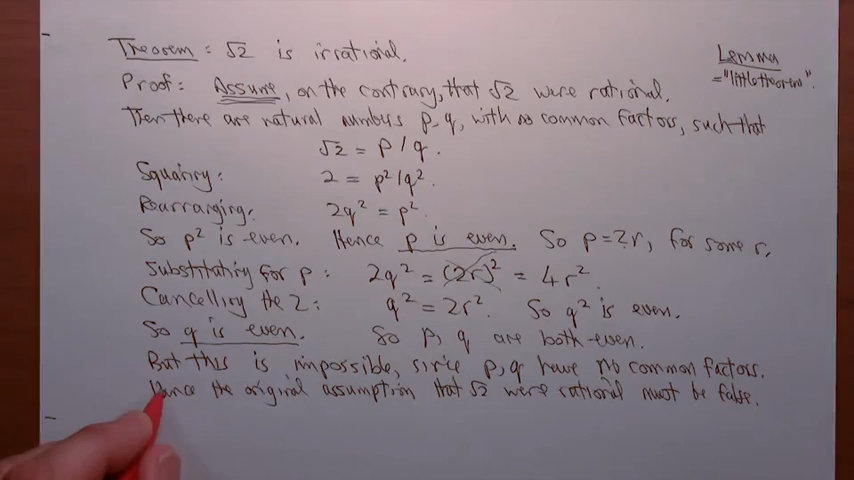 Theorem: √2 is irrational.
Lemma
= "little theorem".
Proof: Assume, on the contrary, that √2 were rational.
Then there are natural numbers p, q, with no common factors, such that
√2 = p / q.
Squaring: 2 = p²/q².
Rearranging: 2q² = p².
So p² is even. Hence p is even. So p = 2r, for some r.
Substituting for p: 2q² = (2r)² = 4r².
Cancelling the 2: q² = 2r². So q² is even.
So q is even. So p, q are both even.
But this is impossible, since p, q have no common factors.
Hence the original assumption that √2 were rational must be false.